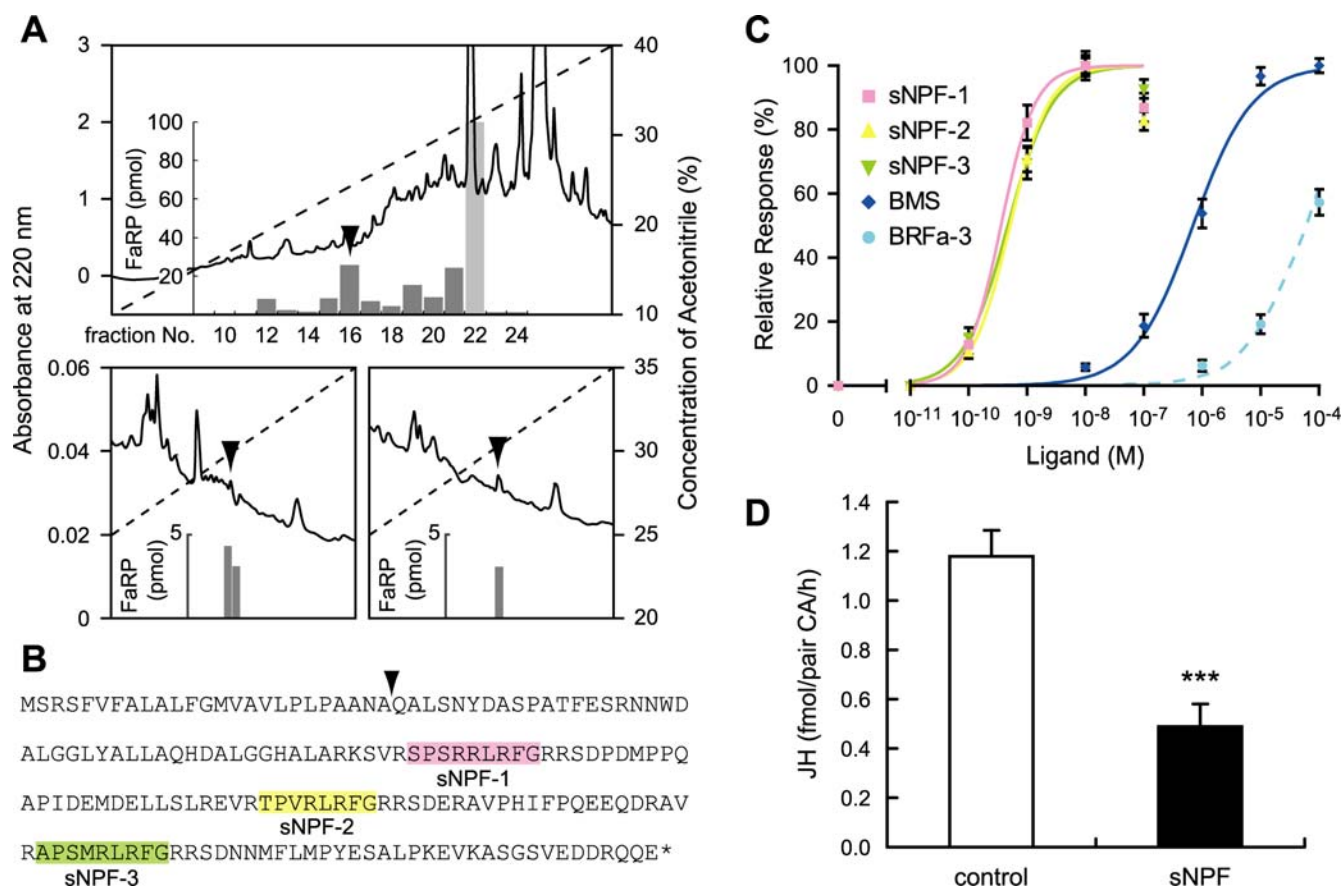 A
3
2
1
0
Absorbance at 220 nm
100
80
60
40
20
FaRP (pmol)
40
30
20
10
Concentration of Acetonitrile (%)
fraction No. 10 12 14 16 18 20 22 24
0.06
0.04
0.02
0
5
FaRP
(pmol)
5
FaRP
(pmol)
35
30
25
20
B
MSRSFVFALALFGMVAVLPLPAANAQALSNYDASPATFESRNNWD
ALGGLYALLAQHDALGGHALARKSVRSPSRRLRFGRRSDPDMPPQ
sNPF-1
APIDEMDELLSLREVRTPVRLRFGRRSDERAVPHIFPQEEQDRAV
sNPF-2
RAPSMRLRFGRRSDNNMFLMPYESALPKEVKASGSVEDDRQQE*
sNPF-3
C
100
80
60
40
20
0
Relative Response (%)
sNPF-1
sNPF-2
sNPF-3
BMS
BRFa-3
0 10⁻¹¹ 10⁻¹⁰ 10⁻⁹ 10⁻⁸ 10⁻⁷ 10⁻⁶ 10⁻⁵ 10⁻⁴
Ligand (M)
D
1.4
1.2
1.0
0.6
0.4
0.2
0.0
0.8
JH (fmol/pair CA/h)
***
control sNPF